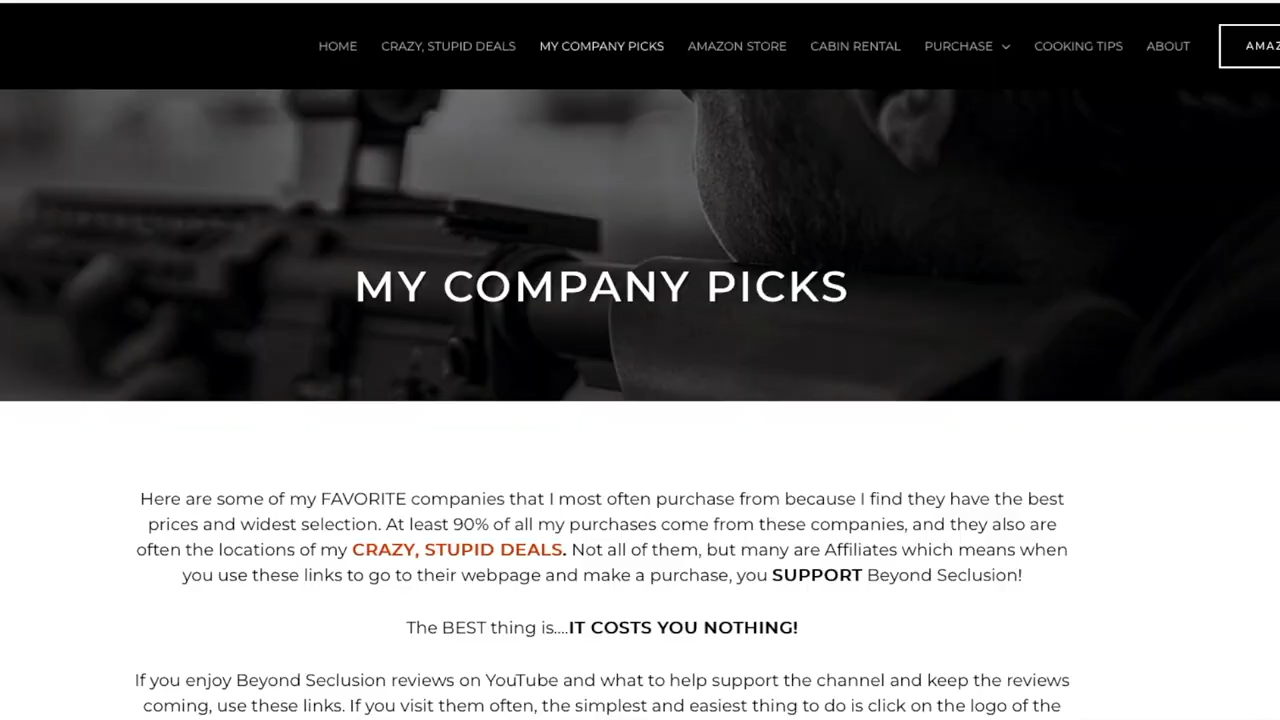 HOME CRAZY, STUPID DEALS MY COMPANY PICKS AMAZON STORE CABIN RENTAL PURCHASE COOKING TIPS ABOUT AMAZ
MY COMPANY PICKS
Here are some of my FAVORITE companies that I most often purchase from because I find they have the best
prices and widest selection. At least 90% of all my purchases come from these companies, and they also are
often the locations of my CRAZY, STUPID DEALS. Not all of them, but many are Affiliates which means when
you use these links to go to their webpage and make a purchase, you SUPPORT Beyond Seclusion!
The BEST thing is....IT COSTS YOU NOTHING!
If you enjoy Beyond Seclusion reviews on YouTube and what to help support the channel and keep the reviews
coming, use these links. If you visit them often, the simplest and easiest thing to do is click on the logo of the